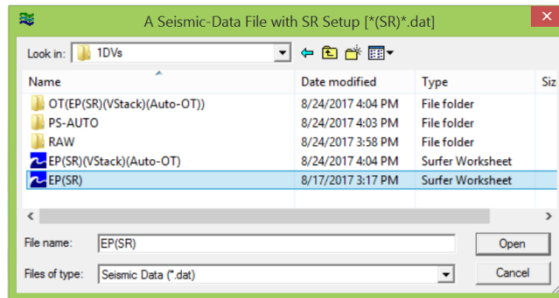 A Seismic-Data File with SR Setup [*(SR)*.dat]
Look in: 1DVs
Name Date modified Type Siz
OT(EP(SR)(VStack)(Auto-OT)) 8/24/2017 4:04 PM File folder
PS-AUTO 8/24/2017 4:03 PM File folder
RAW 8/24/2017 3:58 PM File folder
EP(SR)(VStack)(Auto-OT) 8/24/2017 4:04 PM Surfer Worksheet
EP(SR) 8/17/2017 3:17 PM Surfer Worksheet
File name: EP(SR) Open
Files of type: Seismic Data (*.dat) Cancel